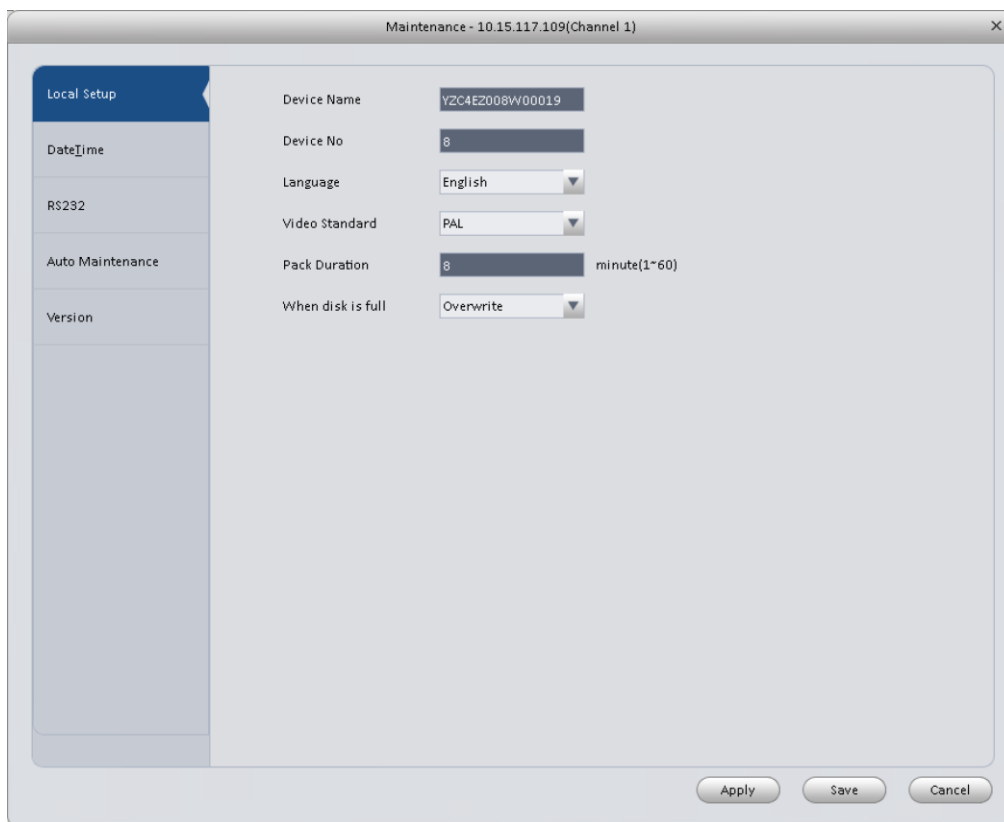 Maintenance - 10.15.117.109(Channel 1)
Local Setup
DateTime
RS232
Auto Maintenance
Version
Device Name YZC4EZ008W00019
Device No 8
Language English
Video Standard PAL
Pack Duration 8 minute(1~60)
When disk is full Overwrite
Apply Save Cancel